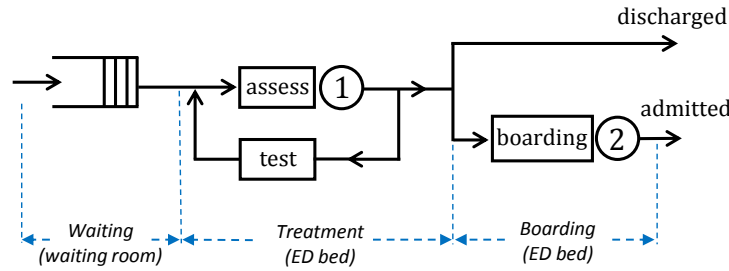 discharged
assess
1
admitted
test
boarding
2
Waiting
(waiting room)
Treatment
(ED bed)
Boarding
(ED bed)